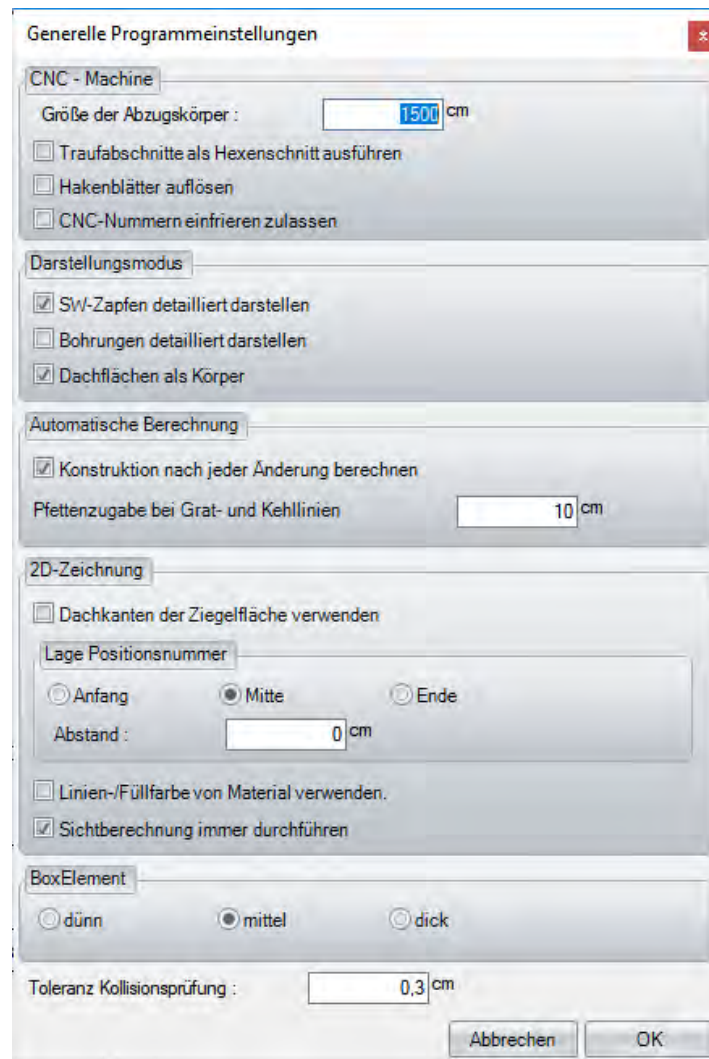 Generelle Programmeinstellungen
CNC - Machine
Größe der Abzugskörper : 1500 cm
Traufabschnitte als Hexenschnitt ausführen
Hakenblätter auflösen
CNC-Nummern einfrieren zulassen
Darstellungsmodus
SW-Zapfen detailliert darstellen
Bohrungen detailliert darstellen
Dachflächen als Körper
Automatische Berechnung
Konstruktion nach jeder Änderung berechnen
Pfettenzugabe bei Grat- und Kehllinien 10 cm
2D-Zeichnung
Dachkanten der Ziegelfläche verwenden
Lage Positionsnummer
Anfang Mitte Ende
Abstand : 0 cm
Linien-/Füllfarbe von Material verwenden.
Sichtberechnung immer durchführen
BoxElement
dünn mittel dick
Toleranz Kollisionsprüfung : 0,3 cm
Abbrechen OK